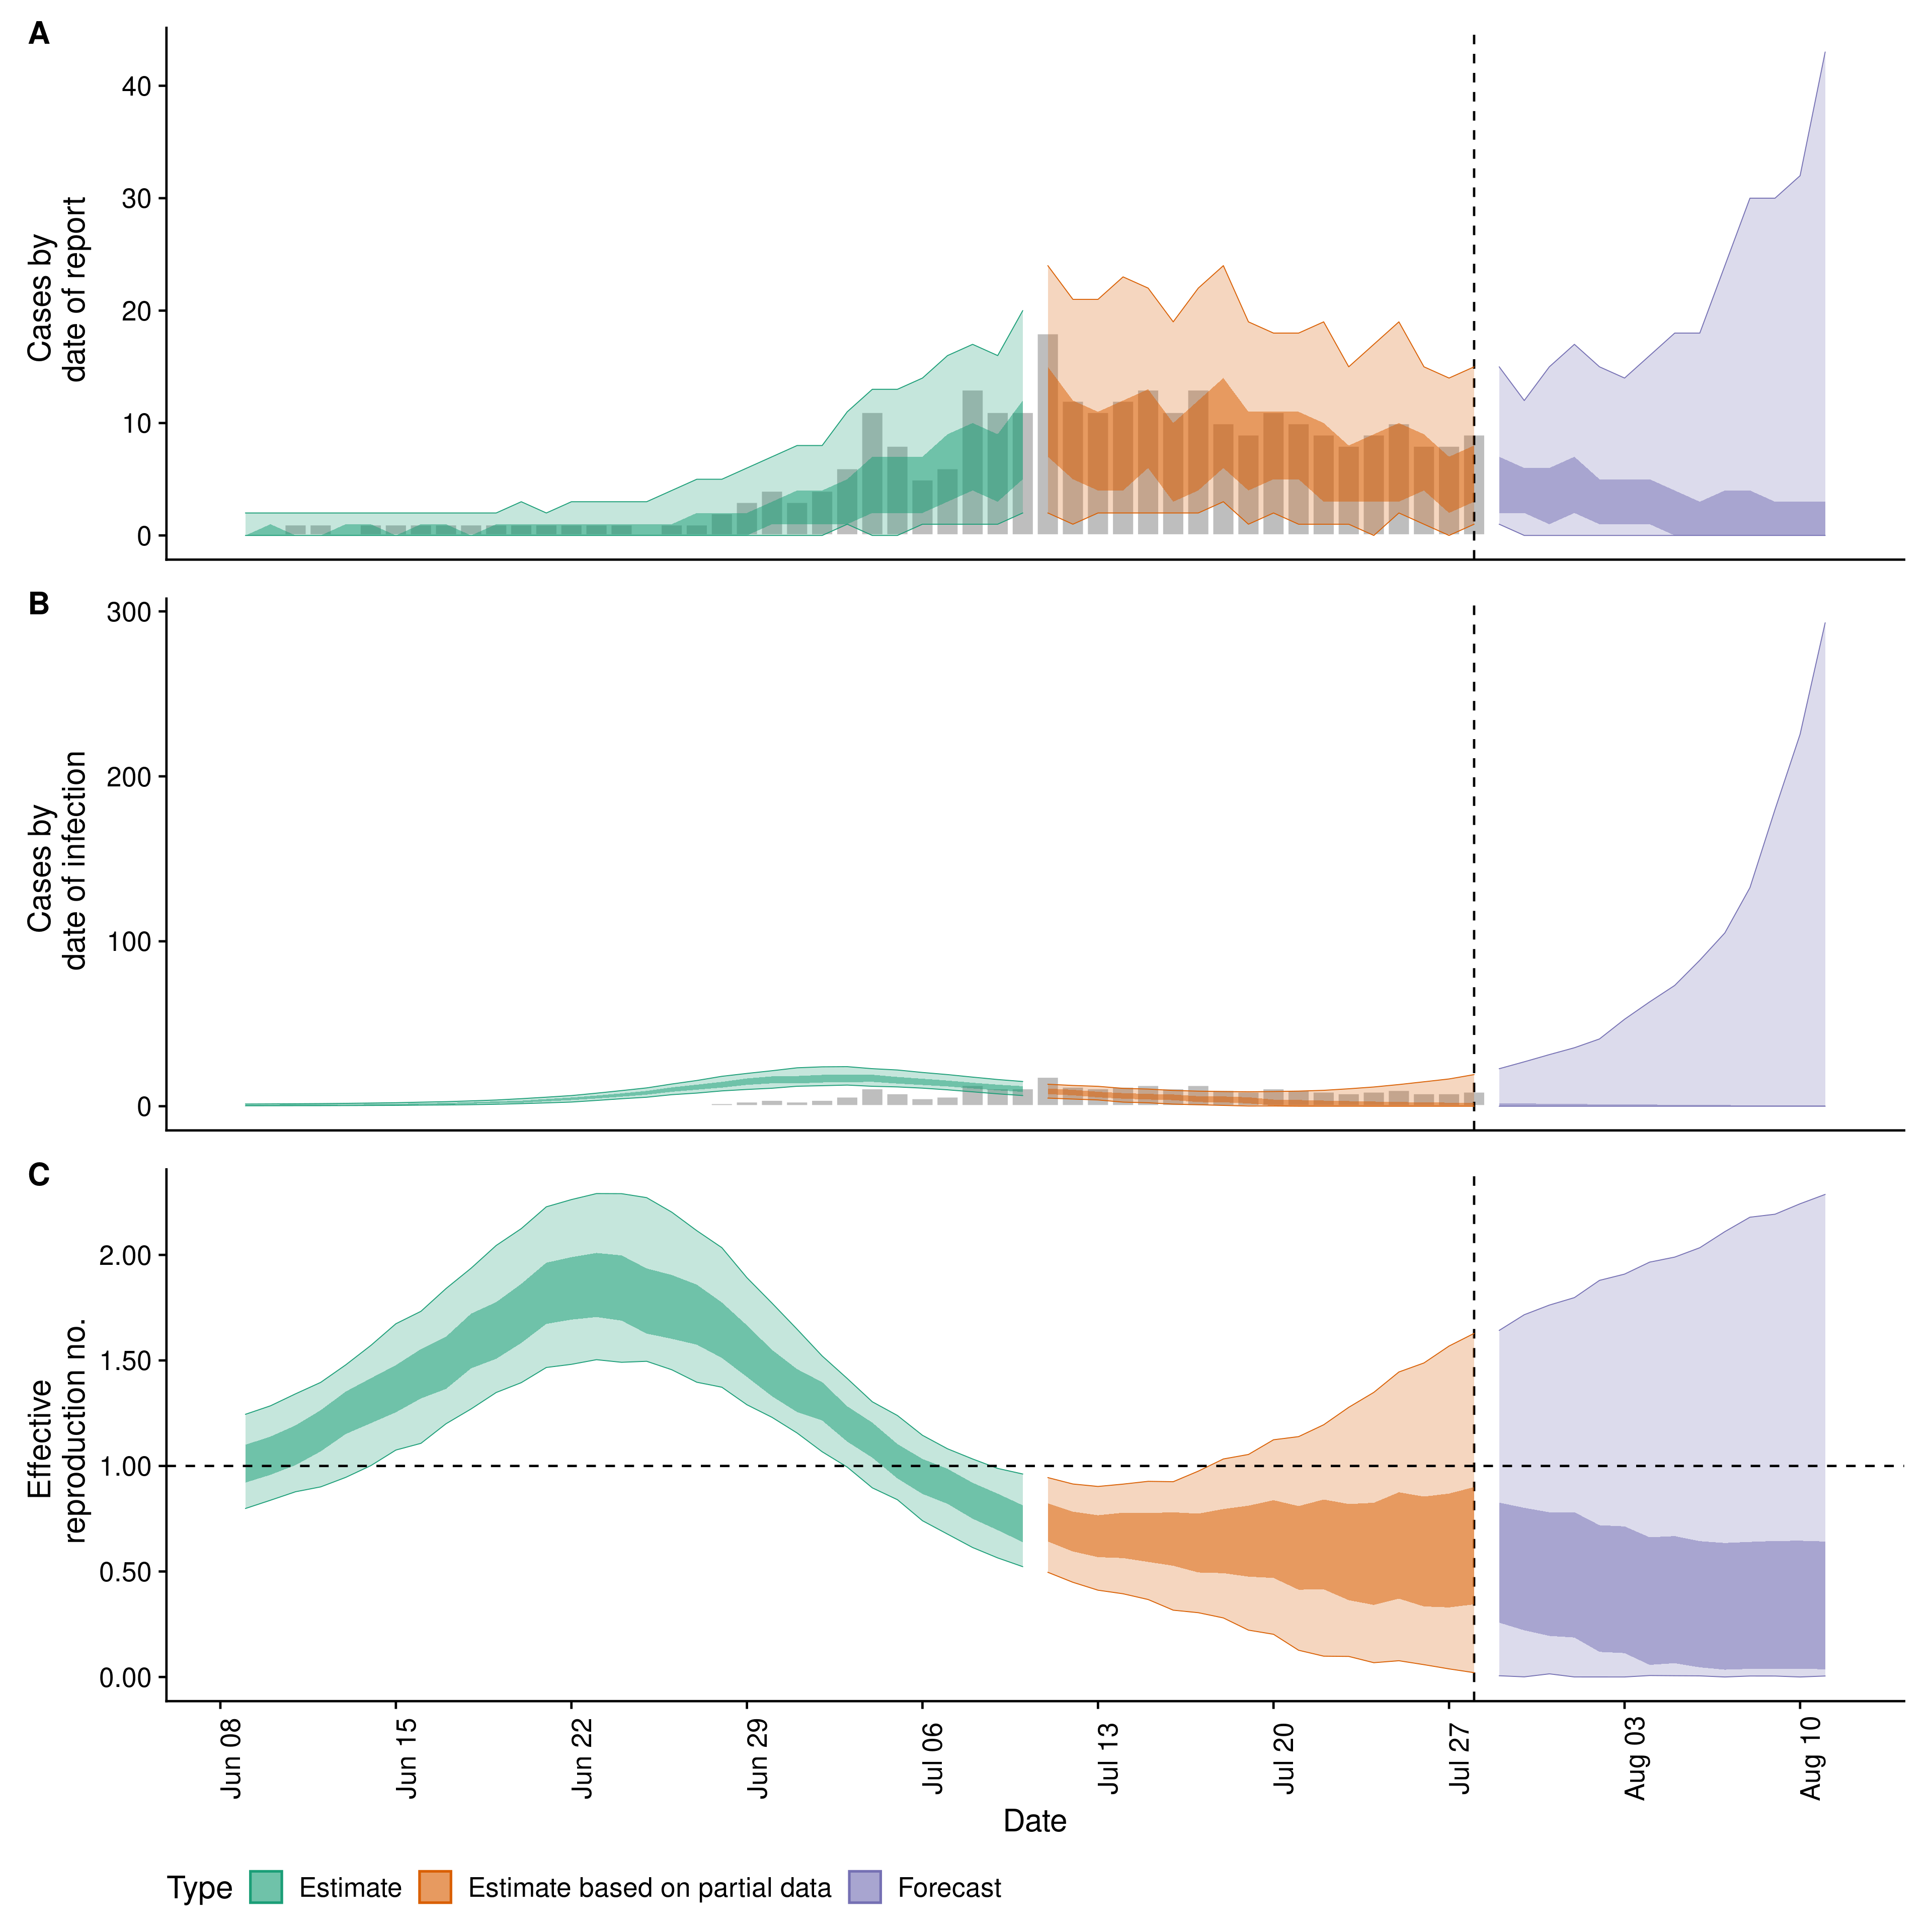 A
Cases by
date of report
40
30
20
10
0
B
Cases by
date of infection
300
200
100
0
C
Effective
reproduction no.
2.00
1.50
1.00
0.50
0.00
Jun 08
Jun 15
Jun 22
Jun 29
Jul 06
Jul 13
Jul 20
Jul 27
Aug 03
Aug 10
Date
Type Estimate Estimate based on partial data Forecast